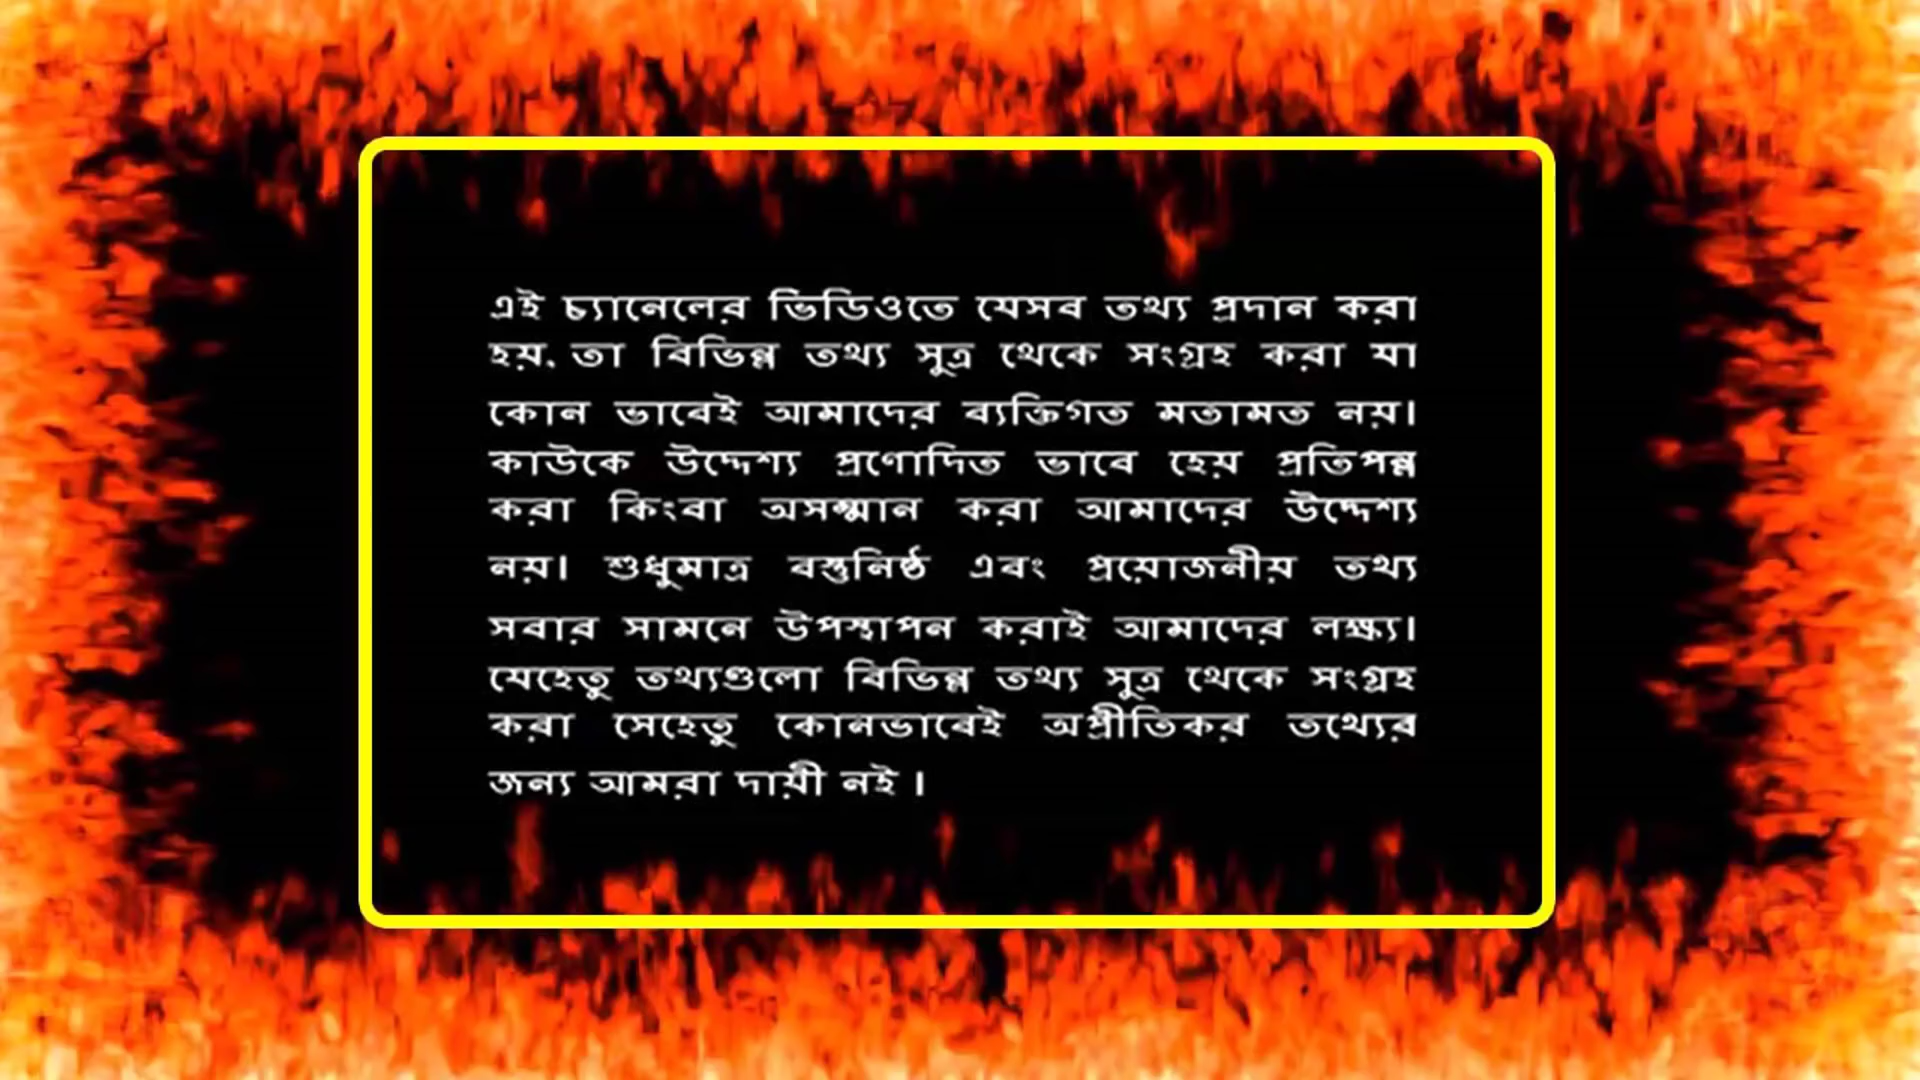 এই চ্যানেলের ভিডিওতে যেসব তথ্য প্রদান করা
হয়, তা বিভিন্ন তথ্য সুত্র থেকে সংগ্রহ করা যা
কোন ভাবেই আমাদের ব্যক্তিগত মতামত নয়।
কাউকে উদ্দেশ্য প্রণোদিত ভাবে হেয় প্রতিপন্ন
করা কিংবা অসম্মান করা আমাদের উদ্দেশ্য
নয়। শুধুমাত্র বস্তুনিষ্ঠ এবং প্রয়োজনীয় তথ্য
সবার সামনে উপস্থাপন করাই আমাদের লক্ষ্য।
যেহেতু তথ্যগুলো বিভিন্ন তথ্য সুত্র থেকে সংগ্রহ
করা সেহেতু কোনভাবেই অপ্রীতিকর তথ্যের
জন্য আমরা দায়ী নই ।